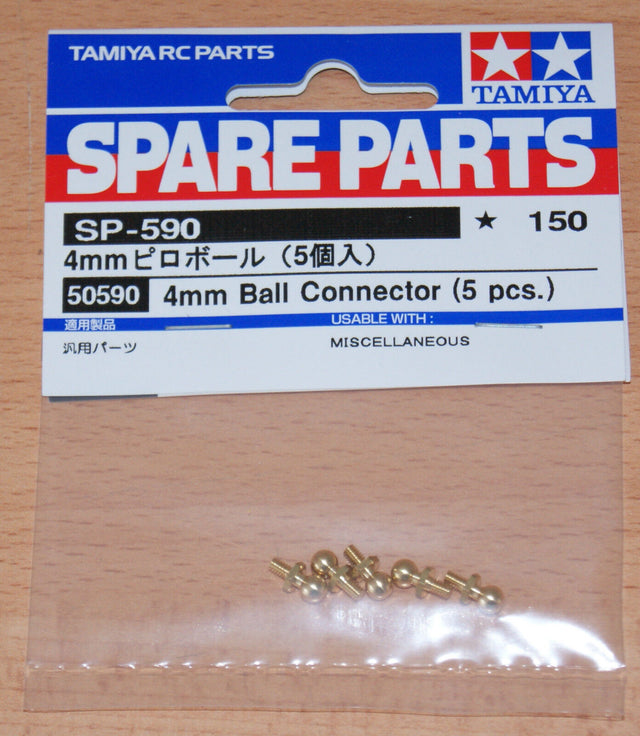 TAMIYA RC PARTS
TAMIYA
SPARE PARTS
SP-590 ★ 150
4mmピロボール（5個入）
50590 4mm Ball Connector (5 pcs.)
適用製品 USABLE WITH :
汎用パーツ MISCELLANEOUS